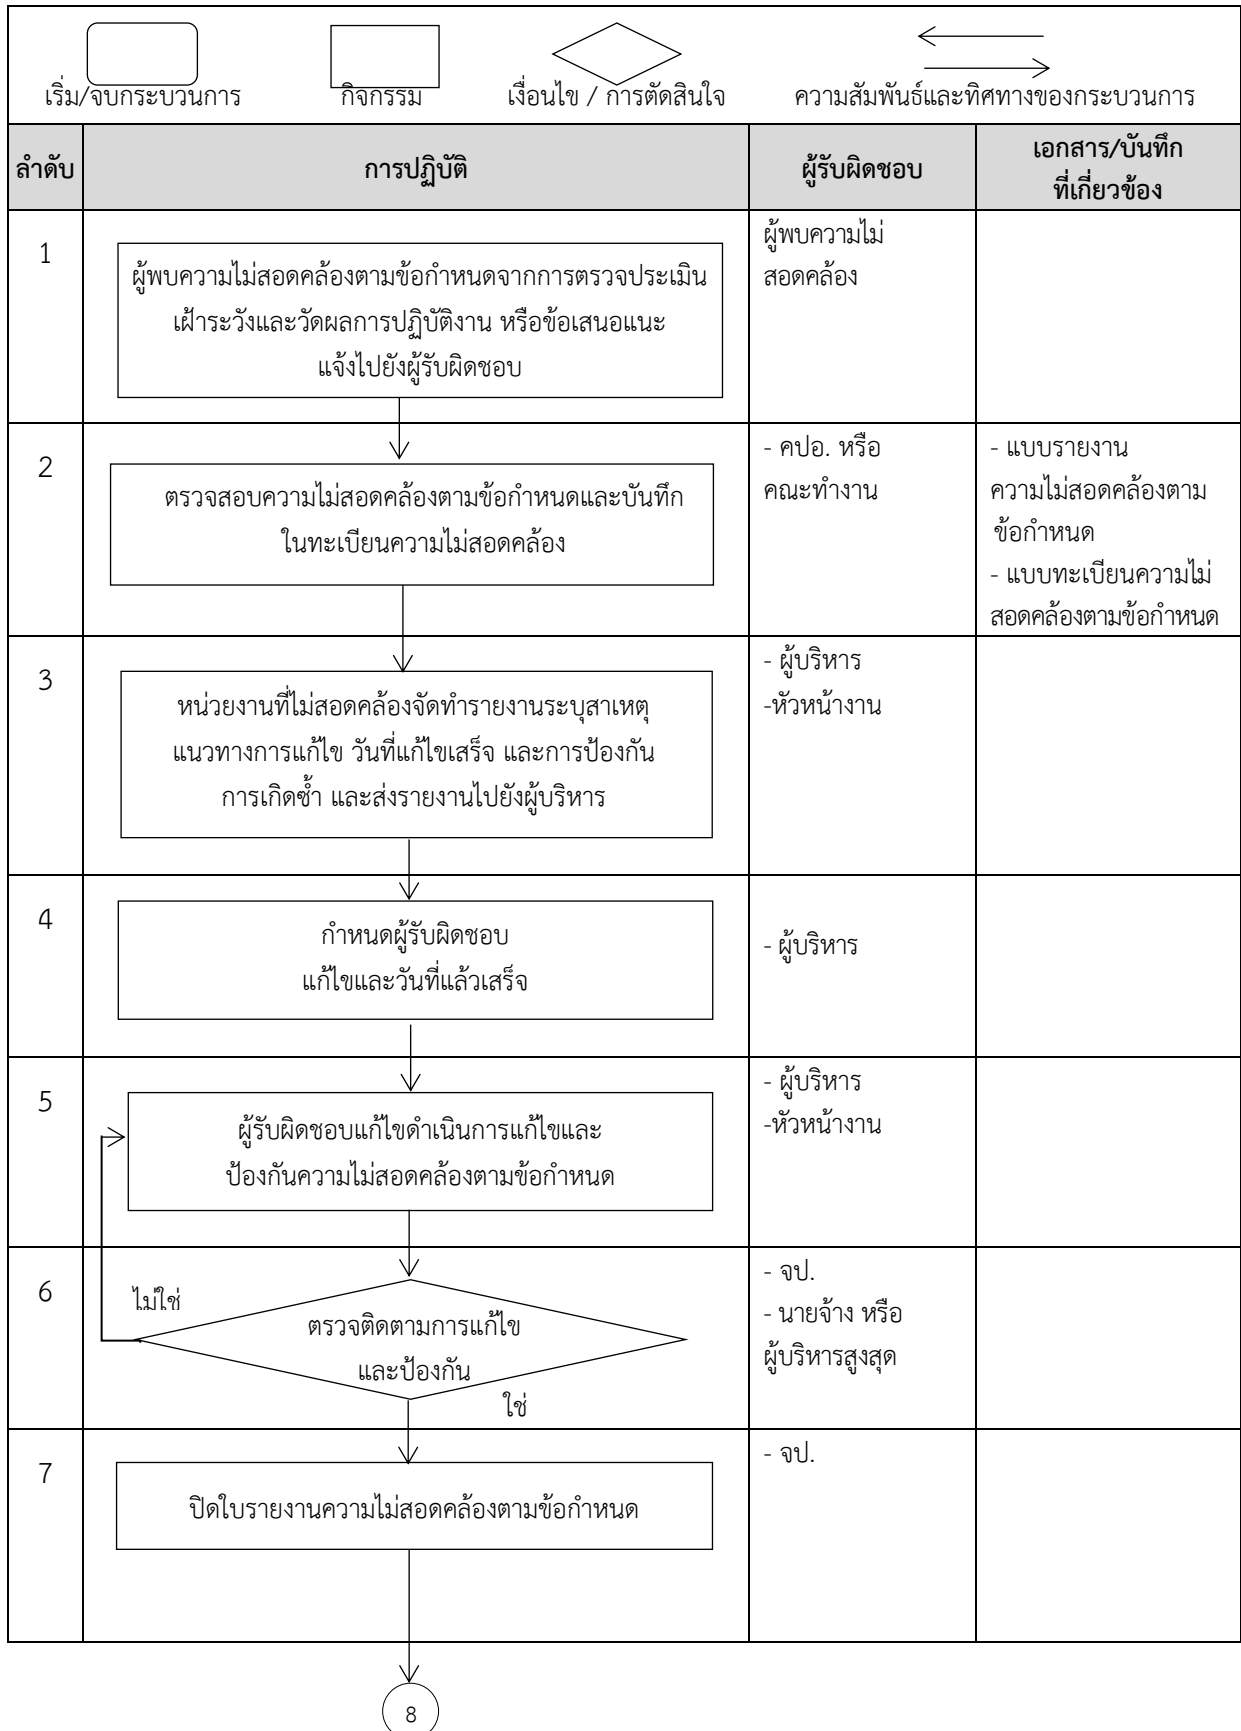 เริ่ม/จบกระบวนการ กิจกรรม เงื่อนไข / การตัดสินใจ ความสัมพันธ์และทิศทางของกระบวนการ
ลำดับ การปฏิบัติ ผู้รับผิดชอบ เอกสาร/บันทึก
ที่เกี่ยวข้อง
1
ผู้พบความไม่สอดคล้องตามข้อกำหนดจากการตรวจประเมิน
เฝ้าระวังและวัดผลการปฏิบัติงาน หรือข้อเสนอแนะ
แจ้งไปยังผู้รับผิดชอบ
ผู้พบความไม่
สอดคล้อง
2
ตรวจสอบความไม่สอดคล้องตามข้อกำหนดและบันทึก
ในทะเบียนความไม่สอดคล้อง
- คปอ. หรือ
คณะทำงาน
- แบบรายงาน
ความไม่สอดคล้องตาม
ข้อกำหนด
- แบบทะเบียนความไม่
สอดคล้องตามข้อกำหนด
3
หน่วยงานที่ไม่สอดคล้องจัดทำรายงานระบุสาเหตุ
แนวทางการแก้ไข วันที่แก้ไขเสร็จ และการป้องกัน
การเกิดซ้ำ และส่งรายงานไปยังผู้บริหาร
- ผู้บริหาร
-หัวหน้างาน
4
กำหนดผู้รับผิดชอบ
แก้ไขและวันที่แล้วเสร็จ
- ผู้บริหาร
5
ผู้รับผิดชอบแก้ไขดำเนินการแก้ไขและ
ป้องกันความไม่สอดคล้องตามข้อกำหนด
- ผู้บริหาร
-หัวหน้างาน
6
ไม่ใช่
ตรวจติดตามการแก้ไข
และป้องกัน
ใช่
- จป.
- นายจ้าง หรือ
ผู้บริหารสูงสุด
7
ปิดใบรายงานความไม่สอดคล้องตามข้อกำหนด
- จป.
8